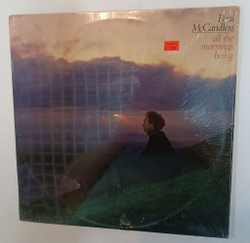 Paul
McCandless
all the
mornings
bring